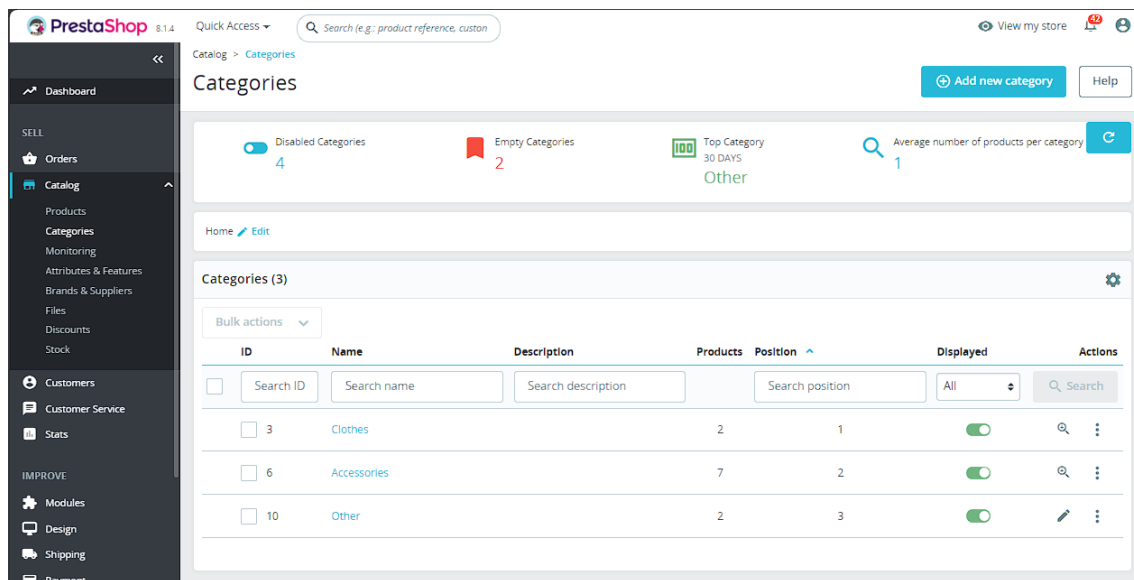 PrestaShop 8.1.4
Quick Access
Search (e.g.: product reference, custon
View my store
42
Dashboard
SELL
Orders
Catalog
Products
Categories
Monitoring
Attributes & Features
Brands & Suppliers
Files
Discounts
Stock
Customers
Customer Service
Stats
IMPROVE
Modules
Design
Shipping
Catalog > Categories
Categories
Add new category
Help
Disabled Categories
4
Empty Categories
2
100
Top Category
30 DAYS
Other
Average number of products per category
1
Home Edit
Categories (3)
Bulk actions
ID Name Description Products Position Displayed Actions
Search ID Search name Search description Search position All Search
3 Clothes 2 1
6 Accessories 7 2
10 Other 2 3